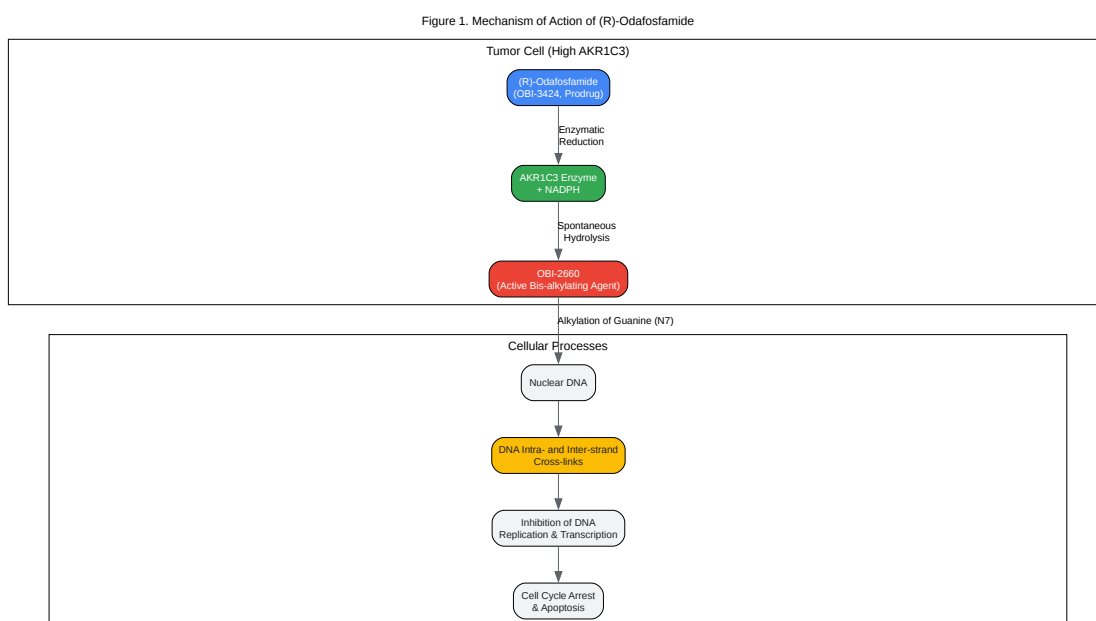 Figure 1. Mechanism of Action of (R)-Odafosfamide
Tumor Cell (High AKR1C3)
(R)-Odafosfamide
(OBI-3424, Prodrug)
Enzymatic
Reduction
AKR1C3 Enzyme
+ NADPH
Spontaneous
Hydrolysis
OBI-2660
(Active Bis-alkylating Agent)
Alkylation of Guanine (N7)
Cellular Processes
Nuclear DNA
DNA Intra- and Inter-strand
Cross-links
Inhibition of DNA
Replication & Transcription
Cell Cycle Arrest
& Apoptosis